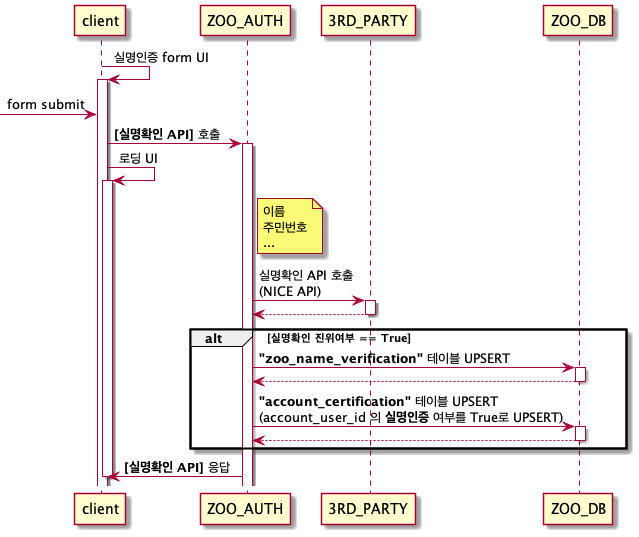 client ZOO_AUTH 3RD_PARTY ZOO_DB
실명인증 form UI
form submit
[실명확인 API] 호출
로딩 UI
이름
주민번호
...
실명확인 API 호출
(NICE API)
alt [실명확인 진위여부 == True]
"zoo_name_verification" 테이블 UPSERT
"account_certification" 테이블 UPSERT
(account_user_id 의 실명인증 여부를 True로 UPSERT)
[실명확인 API] 응답
client ZOO_AUTH 3RD_PARTY ZOO_DB